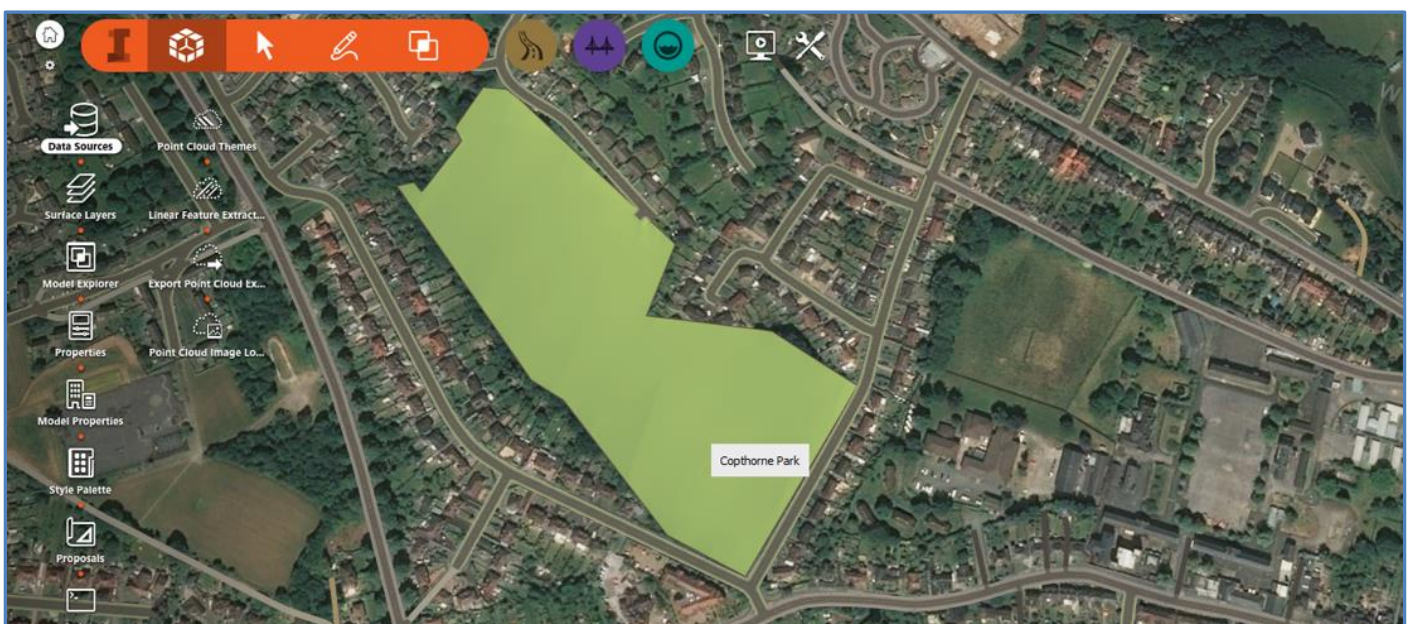 Data Sources
Point Cloud Themes
Surface Layers
Linear Feature Extract...
Model Explorer
Export Point Cloud Ex...
Properties
Point Cloud Image Lo...
Model Properties
Style Palette
Proposals
Copthorne Park